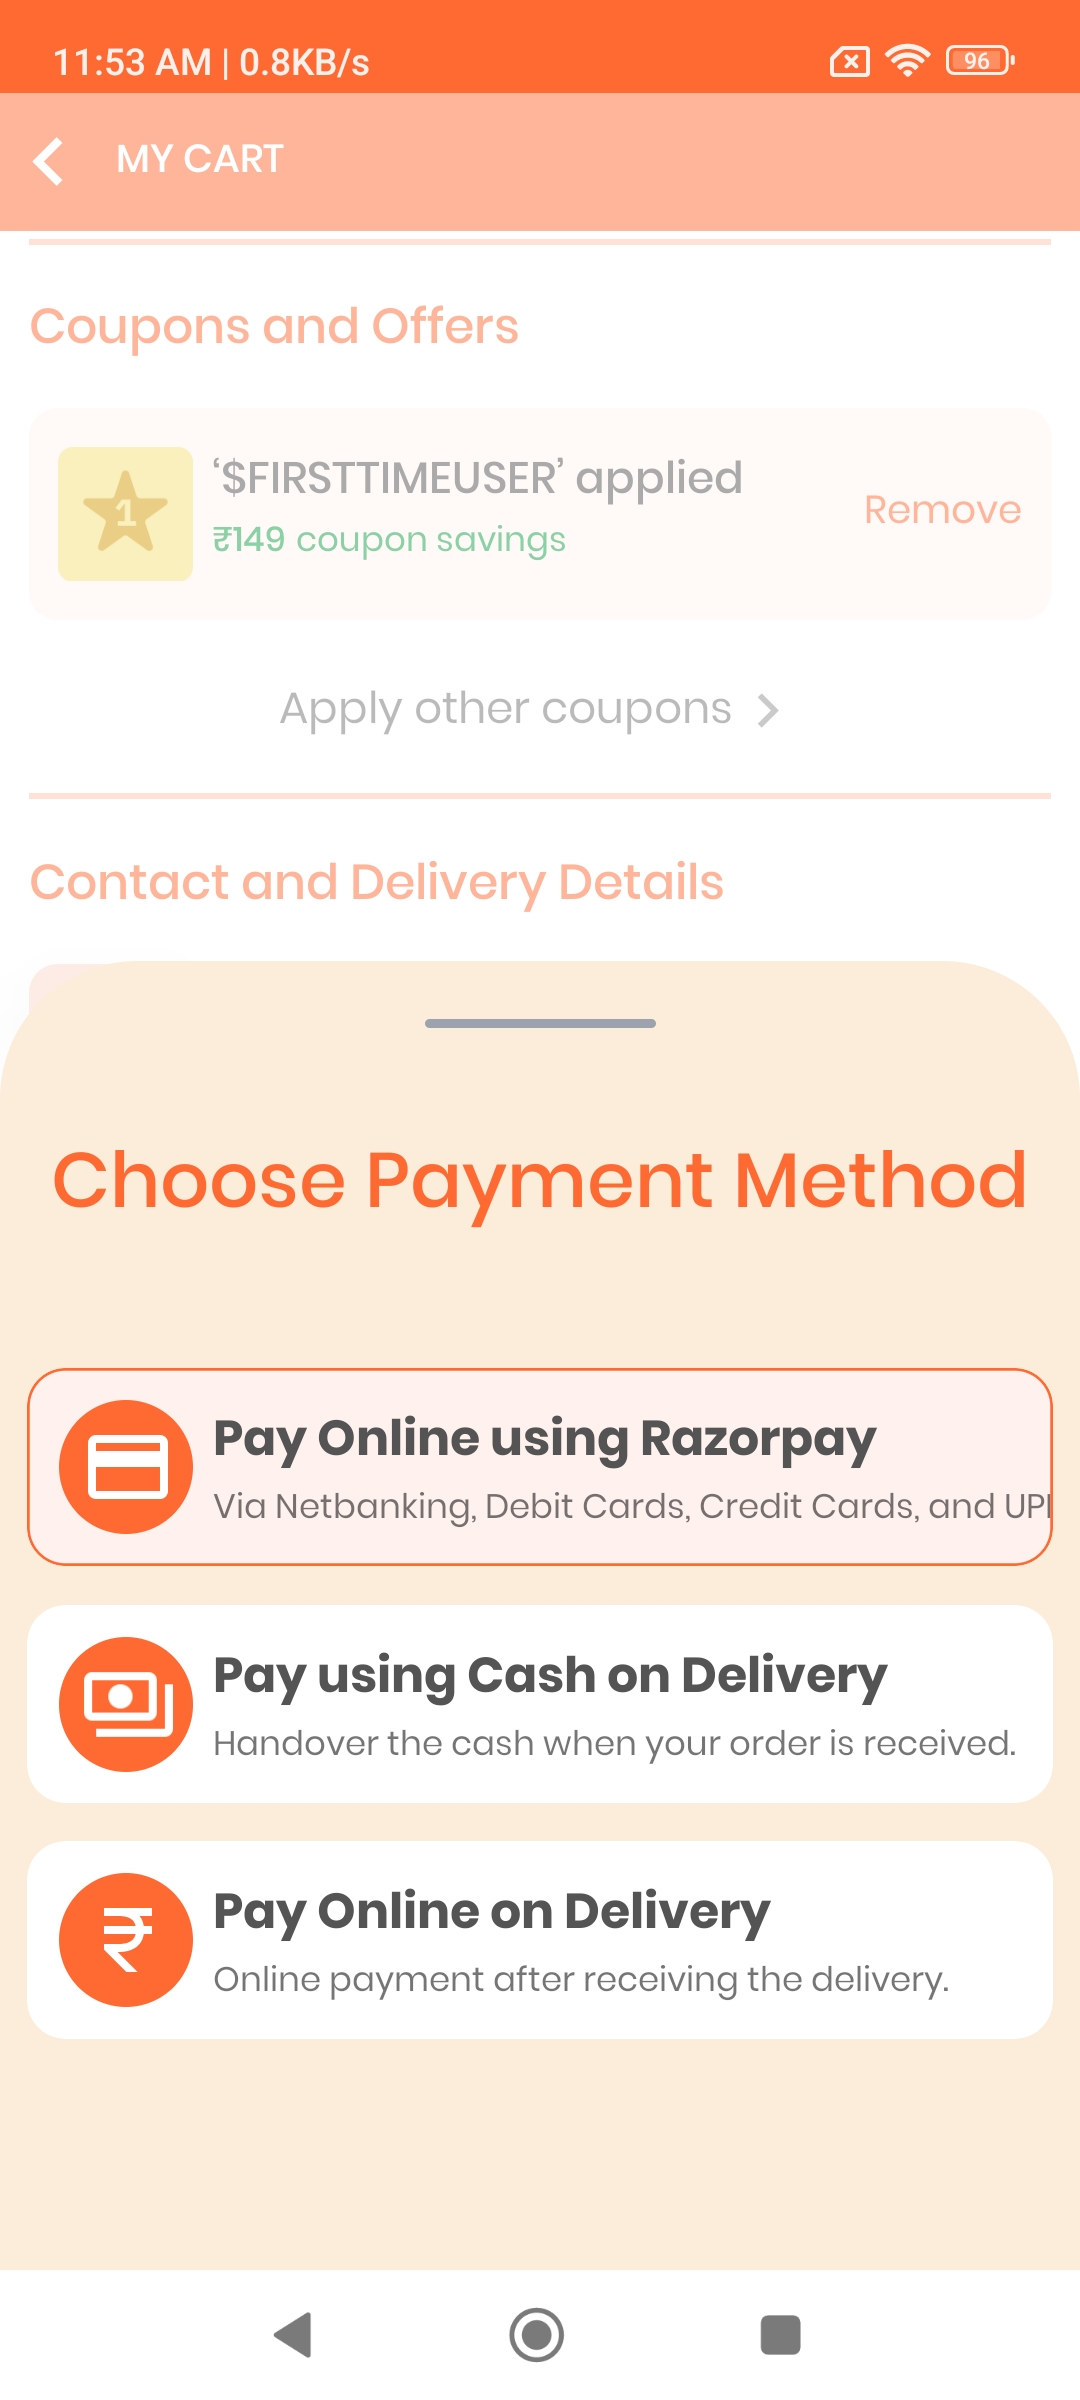 11:53 AM | 0.8KB/s
96
MY CART
Coupons and Offers
1
‘$FIRSTTIMEUSER’ applied
₹149 coupon savings
Remove
Apply other coupons
Contact and Delivery Details
Choose Payment Method
Pay Online using Razorpay
Via Netbanking, Debit Cards, Credit Cards, and UPI
Pay using Cash on Delivery
Handover the cash when your order is received.
₹
Pay Online on Delivery
Online payment after receiving the delivery.